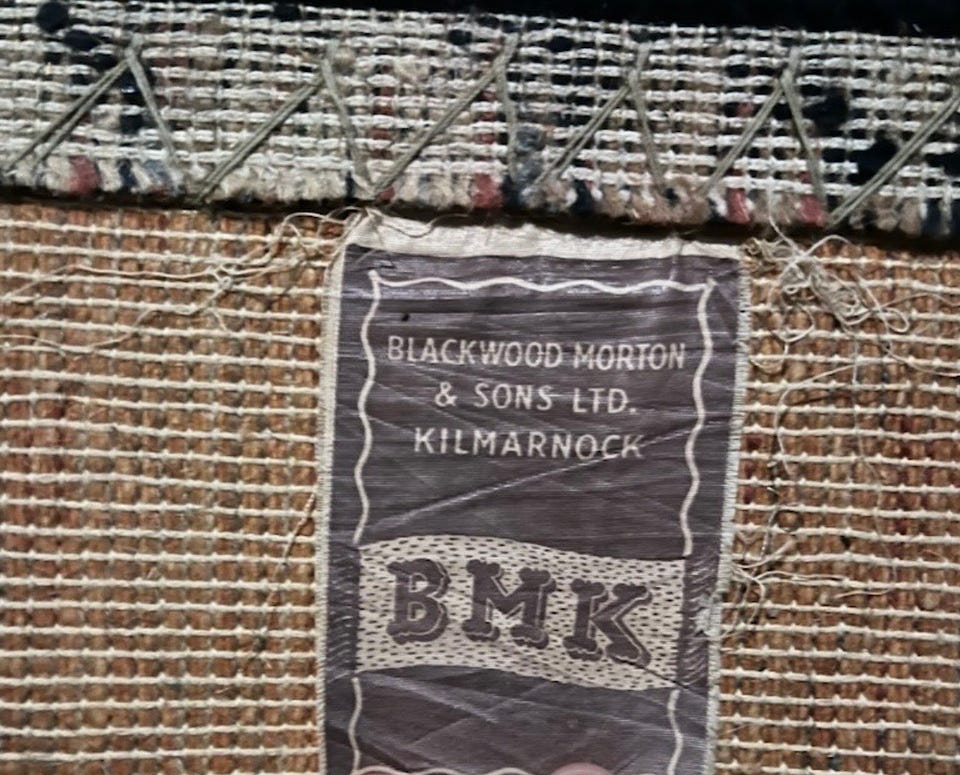 BLACKWOOD MORTON
& SONS LTD.
KILMARNOCK
BMK